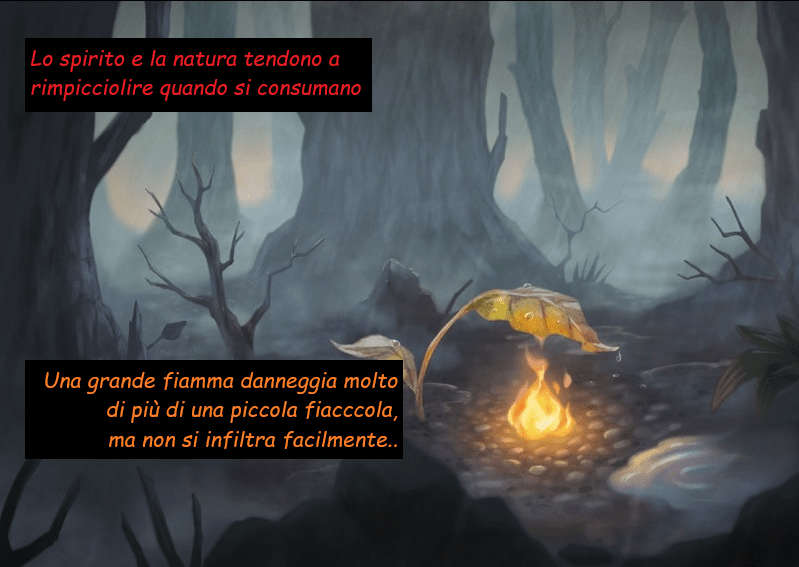 Lo spirito e la natura tendono a
rimpicciolire quando si consumano
Una grande fiamma danneggia molto
di più di una piccola fiacccola,
ma non si infiltra facilmente..